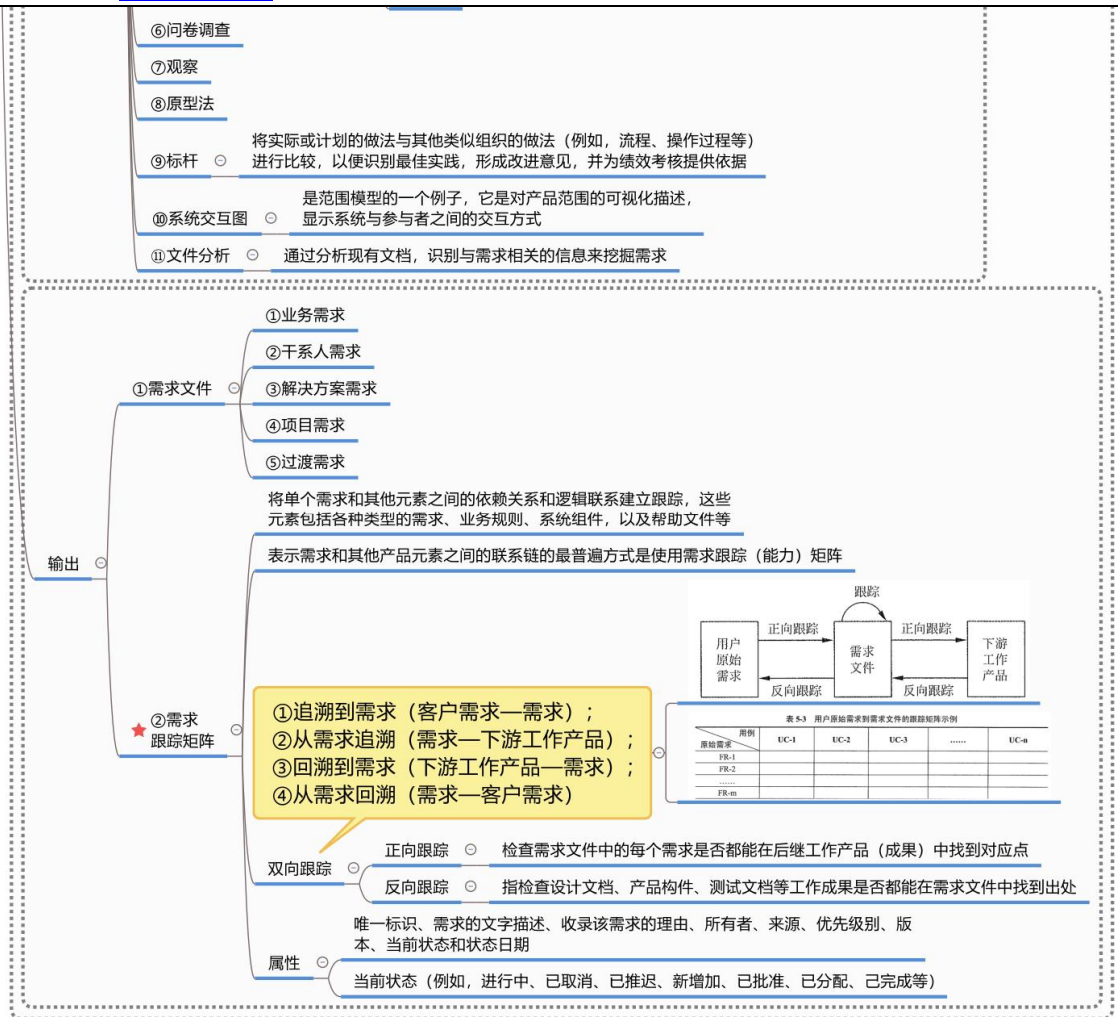 ⑥问卷调查
⑦观察
⑧原型法
⑨标杆
将实际或计划的做法与其他类似组织的做法（例如，流程、操作过程等）
进行比较，以便识别最佳实践，形成改进意见，并为绩效考核提供依据
⑩系统交互图
是范围模型的一个例子，它是对产品范围的可视化描述，
显示系统与参与者之间的交互方式
⑪文件分析
通过分析现有文档，识别与需求相关的信息来挖掘需求
输出
①需求文件
①业务需求
②干系人需求
③解决方案需求
④项目需求
⑤过渡需求
②需求
跟踪矩阵
将单个需求和其他元素之间的依赖关系和逻辑联系建立跟踪，这些
元素包括各种类型的需求、业务规则、系统组件，以及帮助文件等
表示需求和其他产品元素之间的联系链的最普遍方式是使用需求跟踪（能力）矩阵
①追溯到需求（客户需求—需求）；
②从需求追溯（需求—下游工作产品）；
③回溯到需求（下游工作产品—需求）；
④从需求回溯（需求—客户需求）
跟踪
用户
原始
需求
正向跟踪
反向跟踪
需求
文件
正向跟踪
反向跟踪
下游
工作
产品
表 5-3 用户原始需求到需求文件的跟踪矩阵示例
用例
原始需求
UC-1 UC-2 UC-3 …… UC-n
FR-1
FR-2
……
FR-m
双向跟踪
正向跟踪
检查需求文件中的每个需求是否都能在后继工作产品（成果）中找到对应点
反向跟踪
指检查设计文档、产品构件、测试文档等工作成果是否都能在需求文件中找到出处
属性
唯一标识、需求的文字描述、收录该需求的理由、所有者、来源、优先级别、版
本、当前状态和状态日期
当前状态（例如，进行中、已取消、已推迟、新增加、已批准、已分配、己完成等）